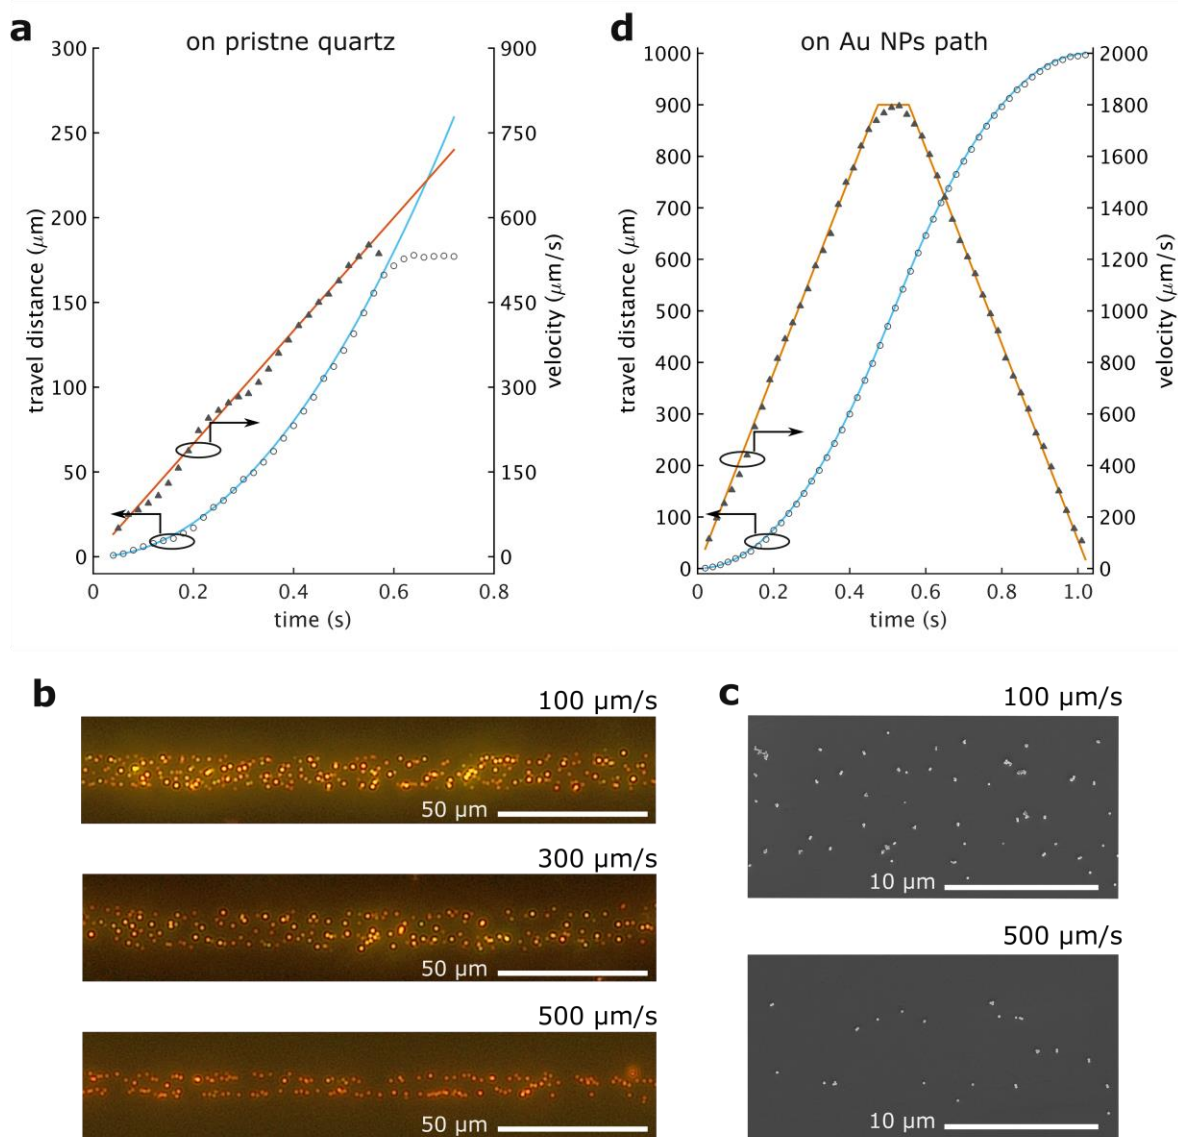 a
on pristne quartz
300
250
200
150
100
50
0
travel distance (μm)
900
750
600
450
300
150
0
velocity (μm/s)
0 0.2 0.4 0.6 0.8
time (s)
d
on Au NPs path
1000
900
800
700
600
500
400
300
200
100
0
travel distance (μm)
2000
1800
1600
1400
1200
1000
800
600
400
200
0
velocity (μm/s)
0 0.2 0.4 0.6 0.8 1.0
time (s)
b
100 μm/s
50 μm
300 μm/s
50 μm
500 μm/s
50 μm
c
100 μm/s
10 μm
500 μm/s
10 μm